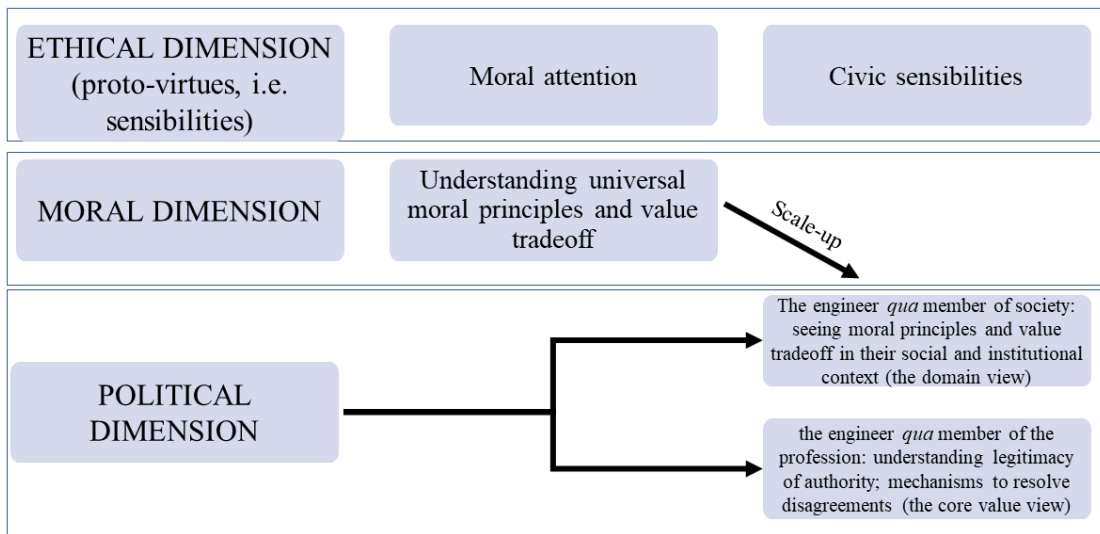 ETHICAL DIMENSION
(proto-virtues, i.e.
sensibilities)
Moral attention
Civic sensibilities
MORAL DIMENSION
Understanding universal
moral principles and value
tradeoff
Scale-up
POLITICAL
DIMENSION
The engineer qua member of society:
seeing moral principles and value
tradeoff in their social and institutional
context (the domain view)
the engineer qua member of the
profession: understanding legitimacy
of authority; mechanisms to resolve
disagreements (the core value view)